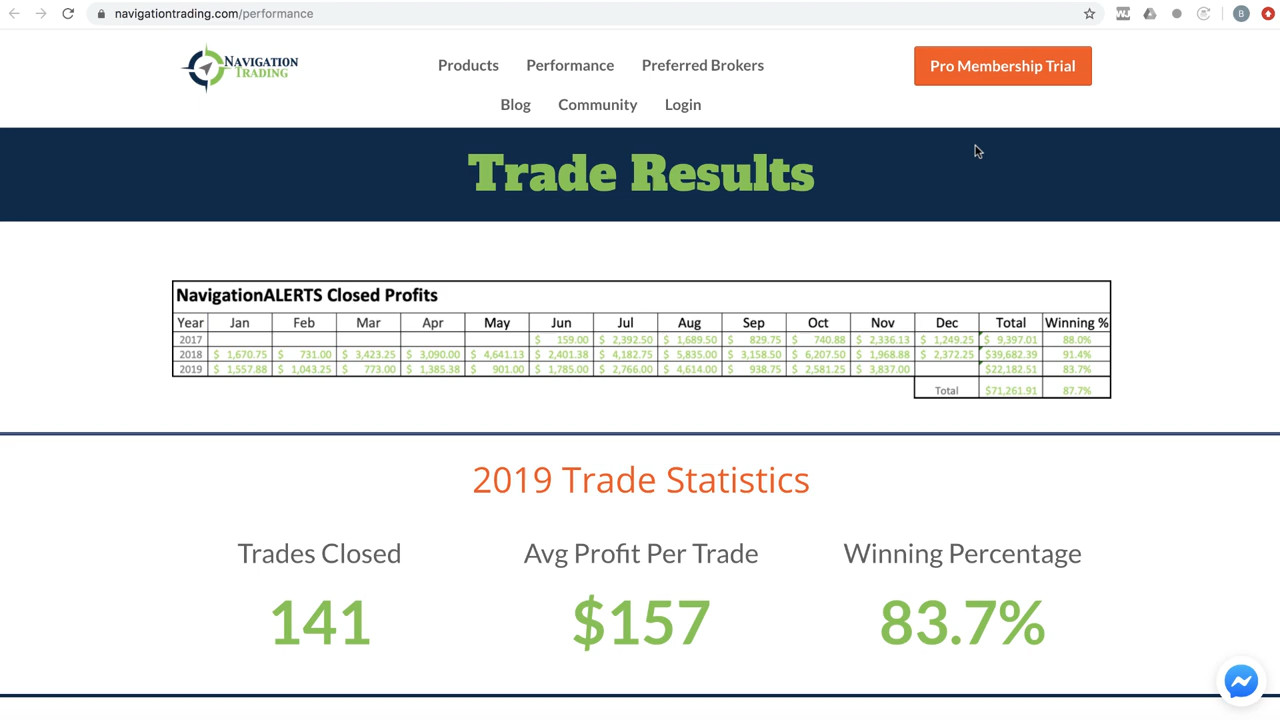 navigationtrading.com/performance
B
NAVIGATION
TRADING
Products Performance Preferred Brokers
Pro Membership Trial
Blog Community Login
Trade Results
NavigationALERTS Closed Profits
Year Jan Feb Mar Apr May Jun Jul Aug Sep Oct Nov Dec Total Winning %
2017 $ 159.00 $ 2,392.50 $ 1,689.50 $ 829.75 $ 740.88 $ 2,336.13 $ 1,249.25 $ 9,397.01 88.0%
2018 $ 1,670.75 $ 731.00 $ 3,423.25 $ 3,090.00 $ 4,641.13 $ 2,401.38 $ 4,182.75 $ 5,835.00 $ 3,158.50 $ 6,207.50 $ 1,968.88 $ 2,372.25 $39,682.39 91.4%
2019 $ 1,557.88 $ 1,043.25 $ 773.00 $ 1,385.38 $ 901.00 $ 1,785.00 $ 2,766.00 $ 4,614.00 $ 938.75 $ 2,581.25 $ 3,837.00 $22,182.51 83.7%
Total $71,261.91 87.7%
2019 Trade Statistics
Trades Closed Avg Profit Per Trade Winning Percentage
141 $157 83.7%